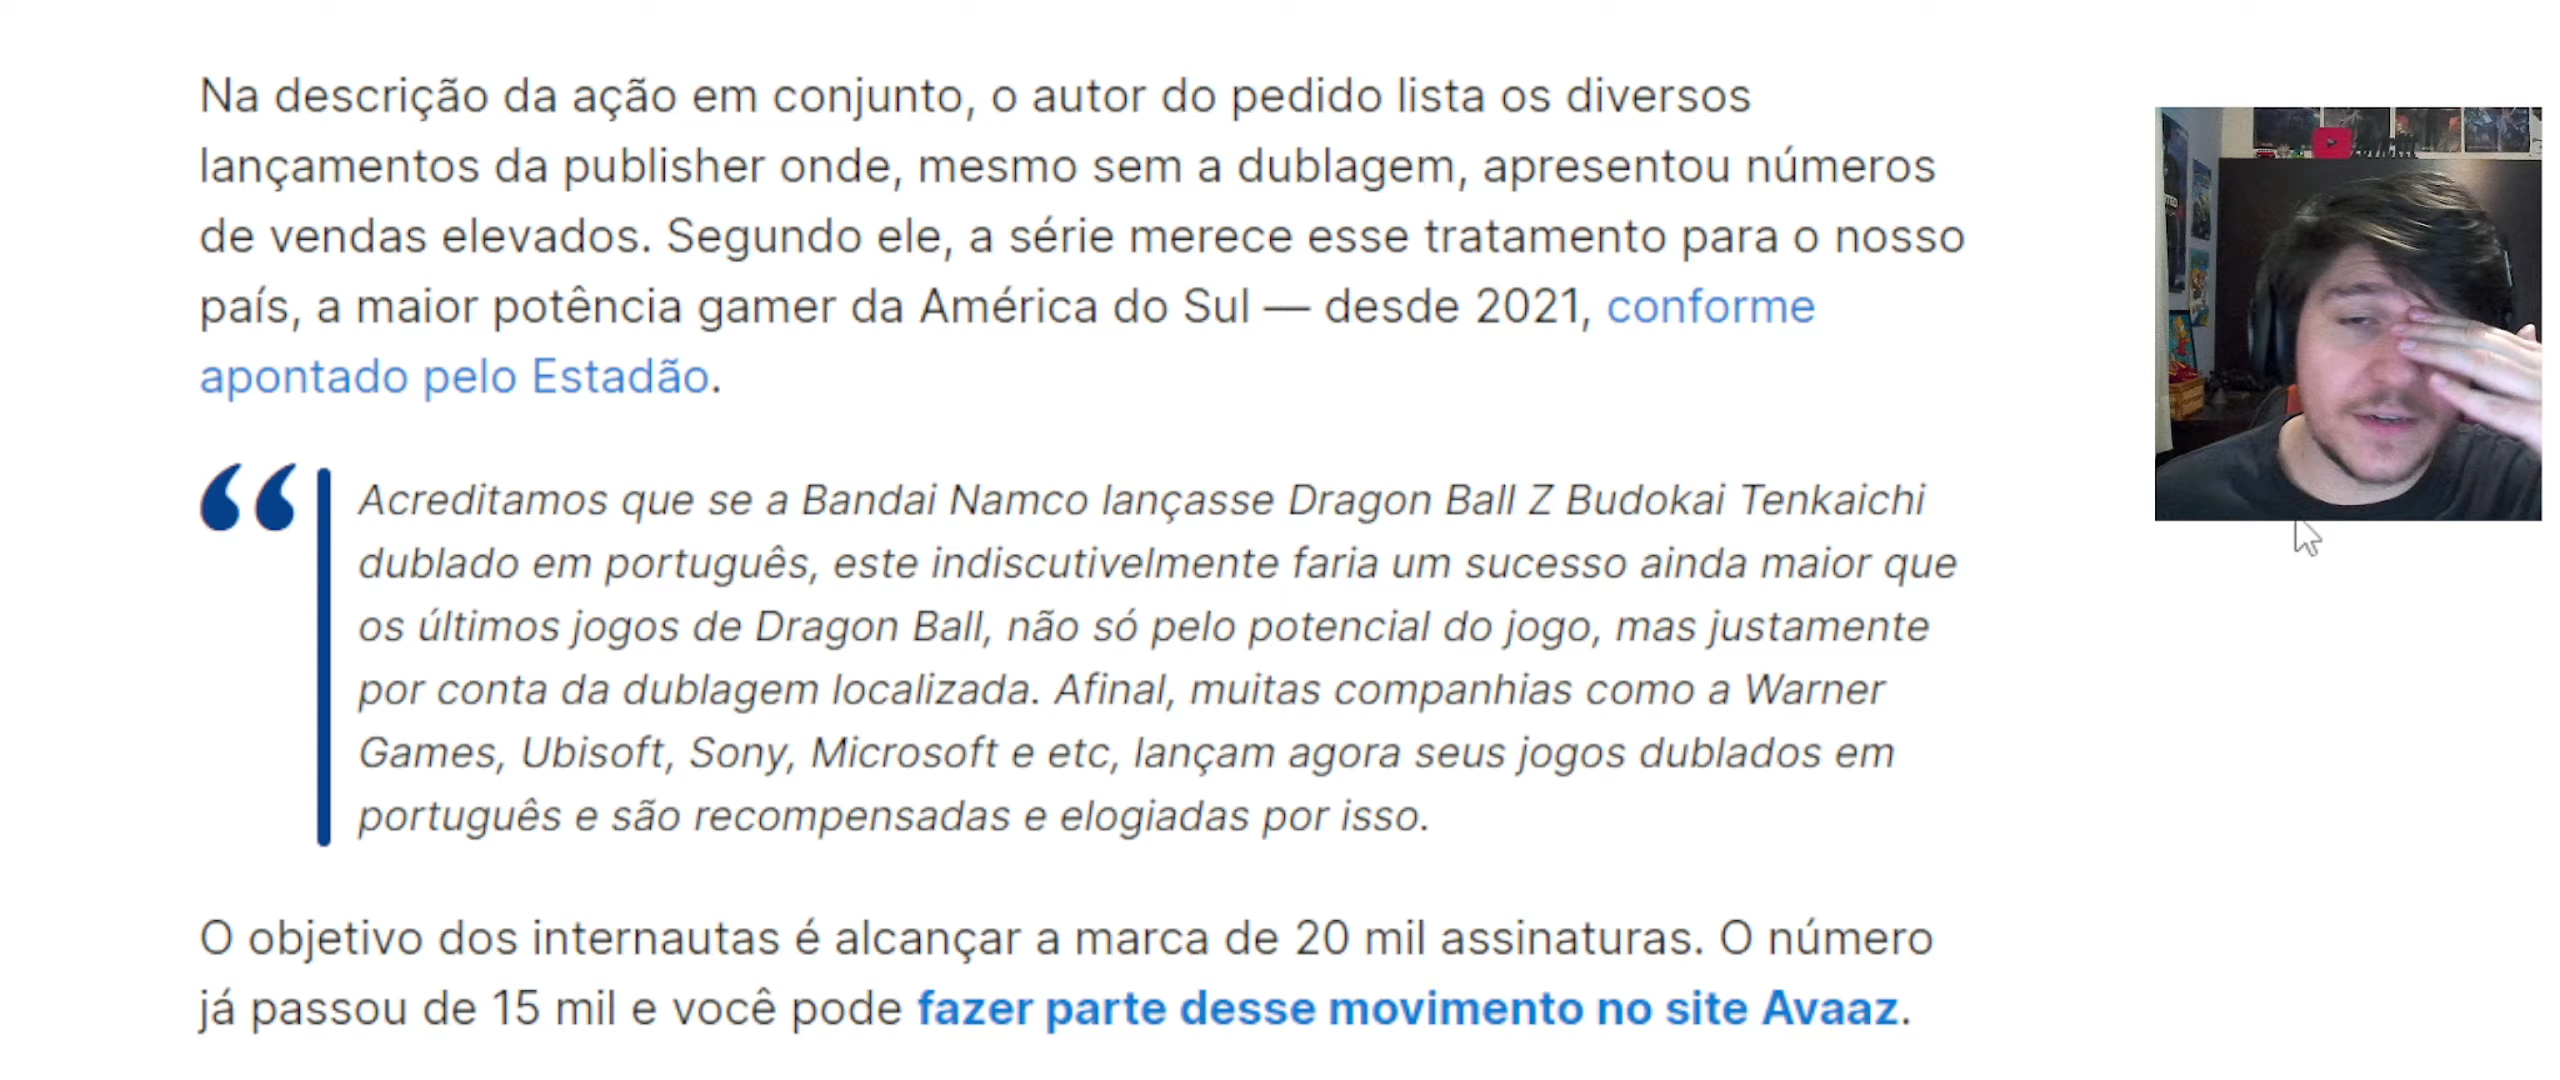 Na descrição da ação em conjunto, o autor do pedido lista os diversos
lançamentos da publisher onde, mesmo sem a dublagem, apresentou números
de vendas elevados. Segundo ele, a série merece esse tratamento para o nosso
país, a maior potência gamer da América do Sul — desde 2021, conforme
apontado pelo Estadão.
“ Acreditamos que se a Bandai Namco lançasse Dragon Ball Z Budokai Tenkaichi
dublado em português, este indiscutivelmente faria um sucesso ainda maior que
os últimos jogos de Dragon Ball, não só pelo potencial do jogo, mas justamente
por conta da dublagem localizada. Afinal, muitas companhias como a Warner
Games, Ubisoft, Sony, Microsoft e etc, lançam agora seus jogos dublados em
português e são recompensadas e elogiadas por isso.
O objetivo dos internautas é alcançar a marca de 20 mil assinaturas. O número
já passou de 15 mil e você pode fazer parte desse movimento no site Avaaz.